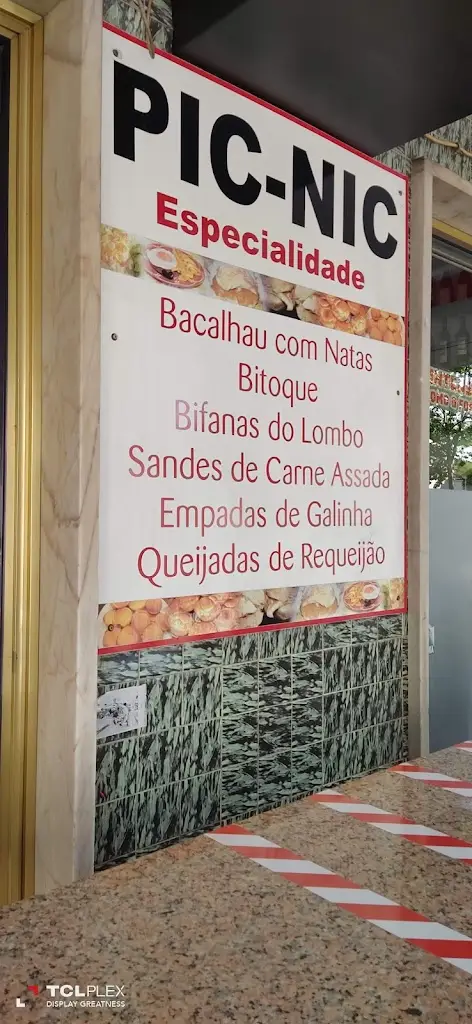 PIC-NIC
Especialidade
Bacalhau com Natas
Bitoque
Bifanas do Lombo
Sandes de Carne Assada
Empadas de Galinha
Queijadas de Requeijão
TCLPLEX
DISPLAY GREATNESS